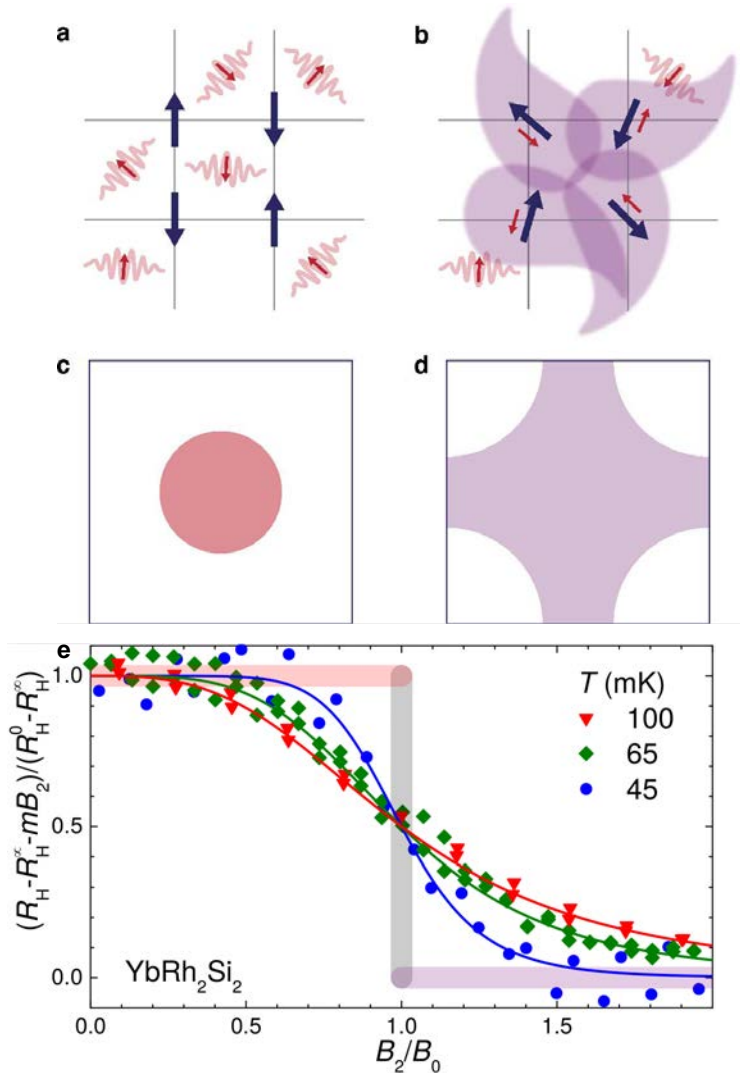 a
b
c
d
e
(R_H-R_H^∞-mB_2)/(R_H^0-R_H^∞)
1.0
0.5
0.0
T (mK)
100
65
45
YbRh_2Si_2
0.0 0.5 1.0 1.5
B_2/B_0